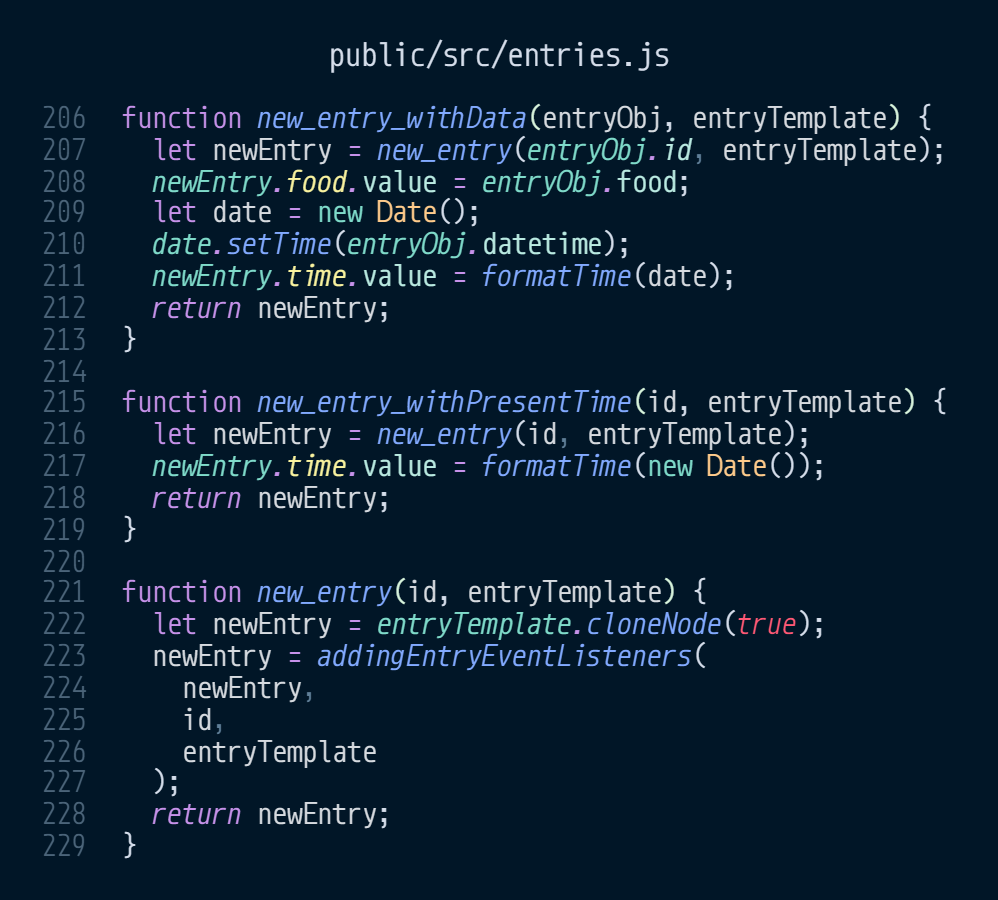 public/src/entries.js
206 function new_entry_withData(entryObj, entryTemplate) {
207   let newEntry = new_entry(entryObj.id, entryTemplate);
208   newEntry.food.value = entryObj.food;
209   let date = new Date();
210   date.setTime(entryObj.datetime);
211   newEntry.time.value = formatTime(date);
212   return newEntry;
213 }
214
215 function new_entry_withPresentTime(id, entryTemplate) {
216   let newEntry = new_entry(id, entryTemplate);
217   newEntry.time.value = formatTime(new Date());
218   return newEntry;
219 }
220
221 function new_entry(id, entryTemplate) {
222   let newEntry = entryTemplate.cloneNode(true);
223   newEntry = addingEntryEventListeners(
224     newEntry,
225     id,
226     entryTemplate
227   );
228   return newEntry;
229 }